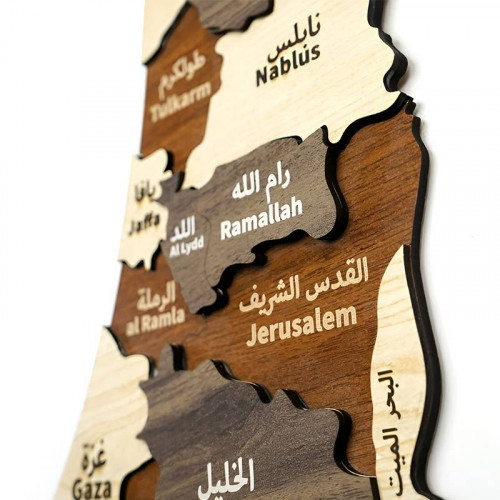 نابلس
Nablus
طولكرم
Tulkarm
يافا
Jaffa
رام الله
Ramallah
اللد
Al Lydd
القدس الشريف
Jerusalem
الرملة
al Ramla
البحر الميت
غزة
Gaza
الخليل